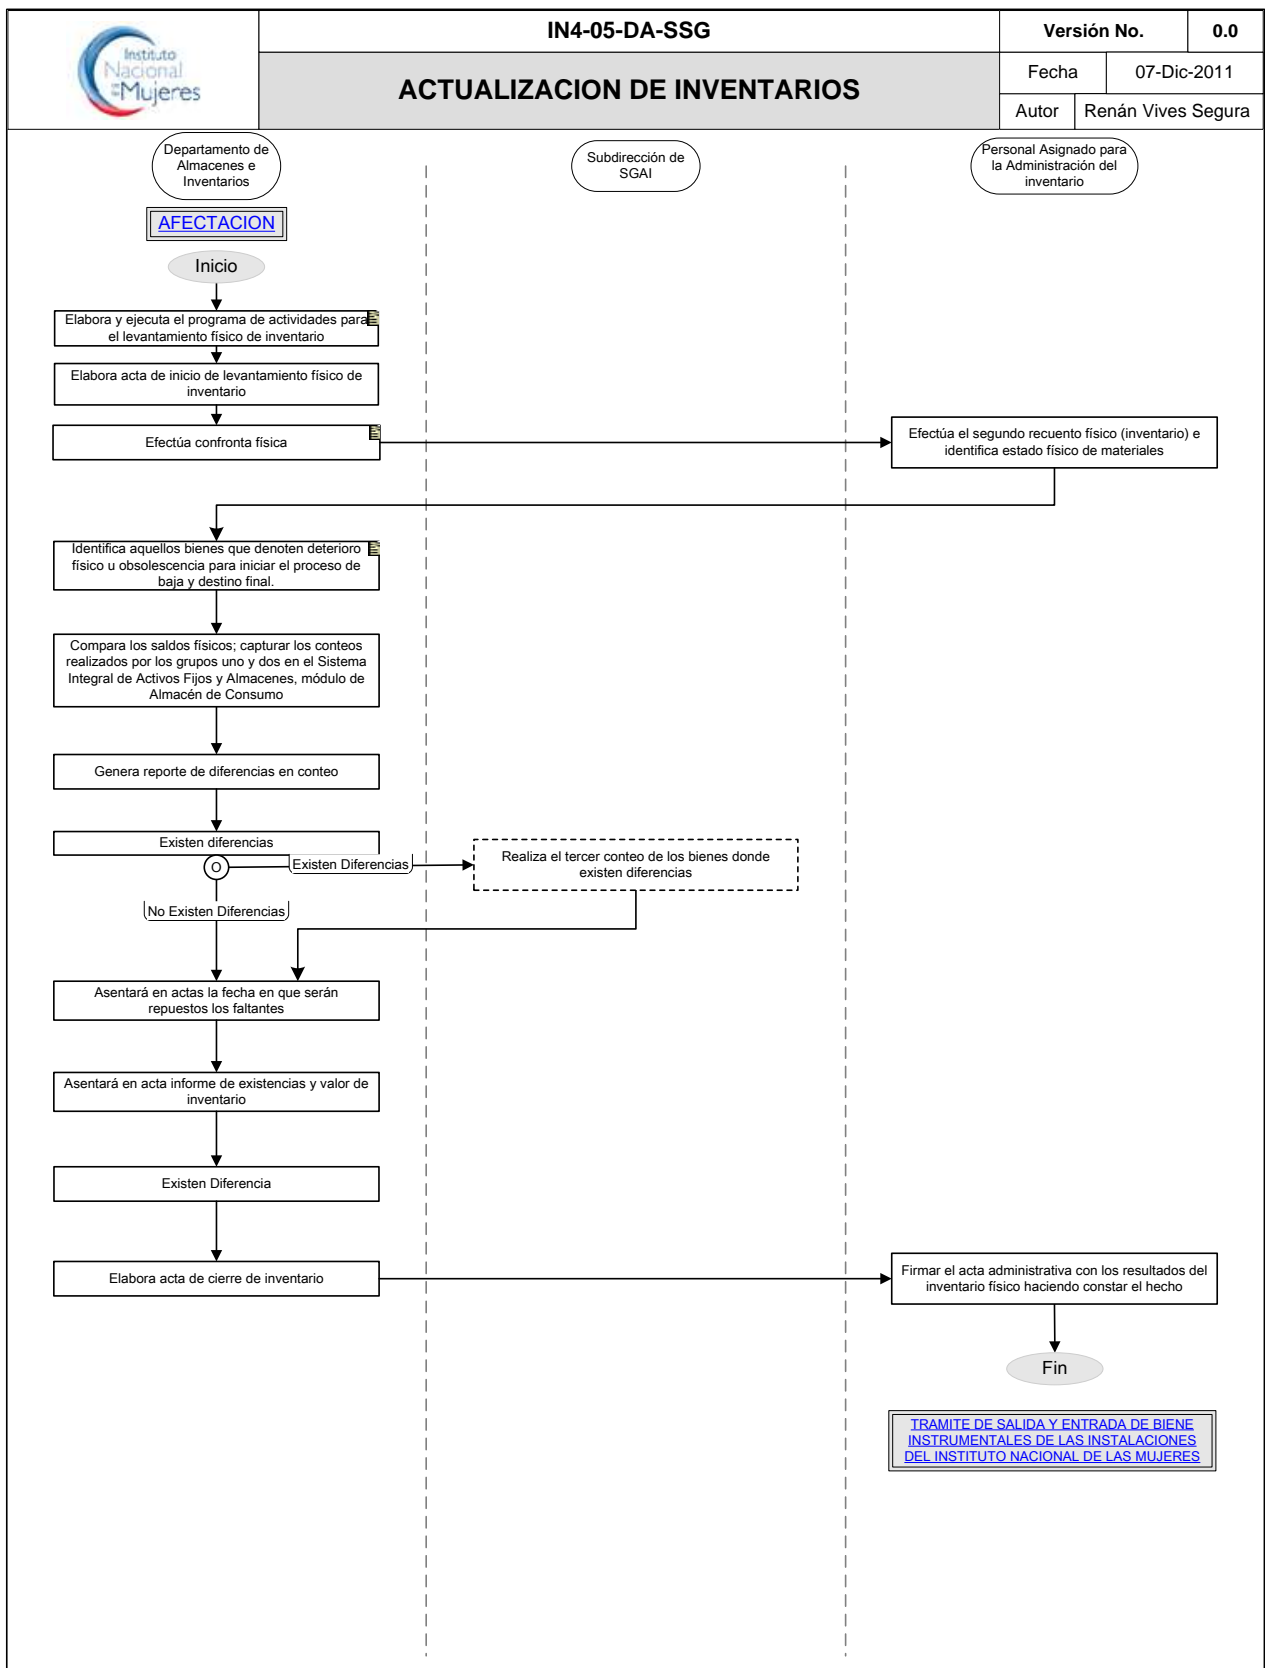 Instituto
Nacional
de las
Mujeres
IN4-05-DA-SSG
ACTUALIZACION DE INVENTARIOS
Versión No.
0.0
Fecha
07-Dic-2011
Autor
Renán Vives Segura
Departamento de
Almacenes e
Inventarios
Subdirección de
SGAI
Personal Asignado para
la Administración del
inventario
AFECTACION
Inicio
Elabora y ejecuta el programa de actividades para
el levantamiento físico de inventario
Elabora acta de inicio de levantamiento físico de
inventario
Efectúa confronta física
Efectúa el segundo recuento físico (inventario) e
identifica estado físico de materiales
Identifica aquellos bienes que denoten deterioro
físico u obsolescencia para iniciar el proceso de
baja y destino final.
Compara los saldos físicos; capturar los conteos
realizados por los grupos uno y dos en el Sistema
Integral de Activos Fijos y Almacenes, módulo de
Almacén de Consumo
Genera reporte de diferencias en conteo
Existen diferencias
O
Existen Diferencias
Realiza el tercer conteo de los bienes donde
existen diferencias
No Existen Diferencias
Asentará en actas la fecha en que serán
repuestos los faltantes
Asentará en acta informe de existencias y valor de
inventario
Existen Diferencia
Elabora acta de cierre de inventario
Firmar el acta administrativa con los resultados del
inventario físico haciendo constar el hecho
Fin
TRAMITE DE SALIDA Y ENTRADA DE BIENE
INSTRUMENTALES DE LAS INSTALACIONES
DEL INSTITUTO NACIONAL DE LAS MUJERES